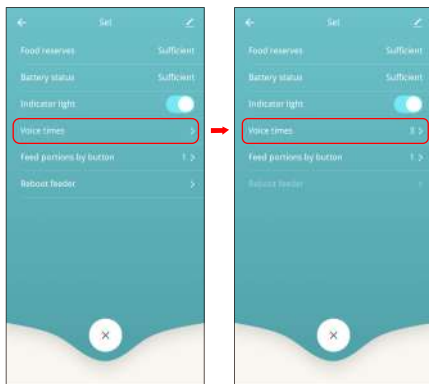 Set
Food reserves Sufficient
Battery status Sufficient
Indicator light
Voice times >
Feed portions by button 1 >
Reboot feeder >
Set
Food reserves Sufficient
Battery status Sufficient
Indicator light
Voice times >
Feed portions by button 1 >
Reboot feeder >